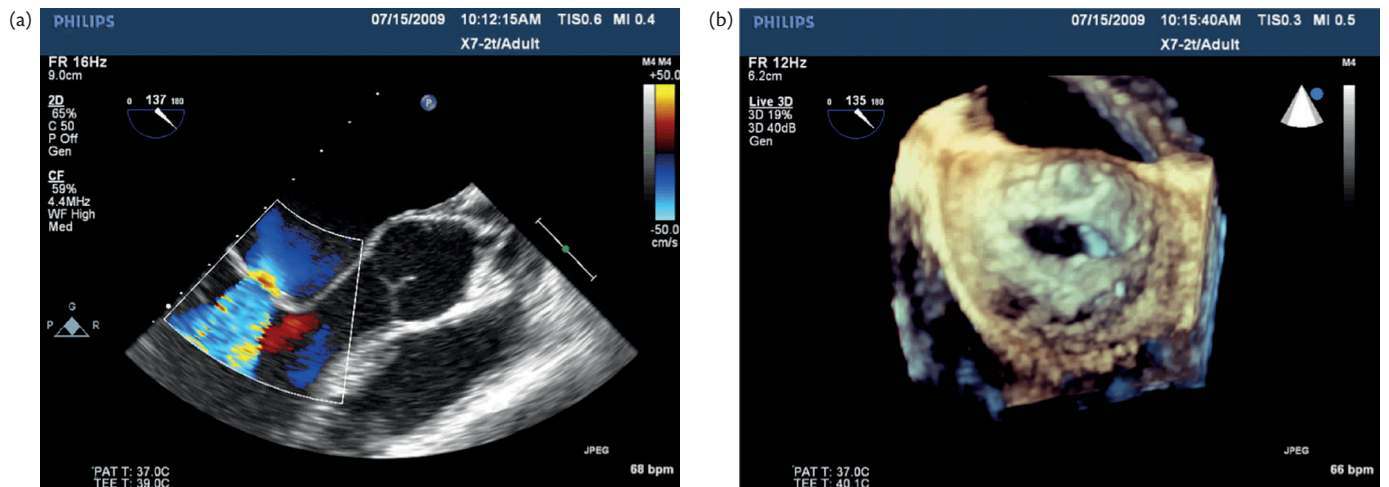 (a)
PHILIPS 07/15/2009 10:12:15AM TIS0.6 MI 0.4
X7-2t/Adult
FR 16Hz
9.0cm
M4 M4
+50.0
2D
65%
C 50
P Off
Gen
0 137 180
P
CF
59%
4.4MHz
WF High
Med
-50.0
cm/s
G
P R
JPEG
PAT T: 37.0C
TEE T: 39.0C
68 bpm
(b)
PHILIPS 07/15/2009 10:15:40AM TIS0.3 MI 0.5
X7-2t/Adult
FR 12Hz
6.2cm
M4
Live 3D
3D 19%
3D 40dB
Gen
0 135 180
JPEG
PAT T: 37.0C
TEE T: 40.1C
66 bpm